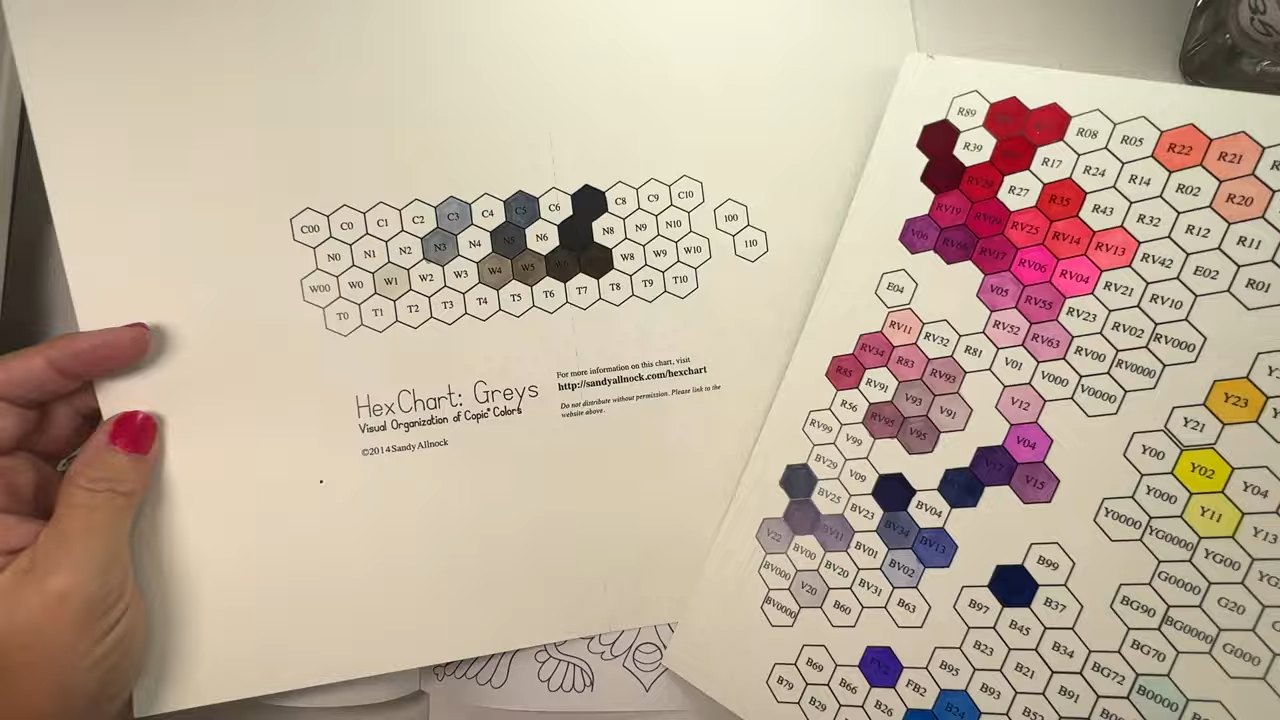 C00 C0 C1 C2 C3 C4 C5 C6 C8 C9 C10
N0 N1 N2 N3 N4 N5 N6 N8 N9 N10
W00 W0 W1 W2 W3 W4 W5 W6 W8 W9 W10
T0 T1 T2 T3 T4 T5 T6 T7 T8 T9 T10
100
110
HexChart: Greys
Visual Organization of Copic® Colors
©2014 Sandy Allnock
For more information on this chart, visit
http://sandyallnock.com/hexchart
Do not distribute without permission. Please link to the
website above.
R89 R08 R05 R22 R21
R39 R17 R24 R14 R02 R20
RV29 R27 R35 R43 R32 R12 R11
RV19 RV09 RV25 RV14 RV13 RV42 E02 R01
V06 RV66 RV37 RV06 RV04 RV21 RV10
E04 V05 RV55 RV23 RV02 RV000
RV11 RV32 RV52 RV63 RV00 RV0000
RV34 R83 RV93 R81 V01 V000 V0000
R85 RV91 V93 V91 V12
R56 RV95 V95 V04
RV99 V99 V17 V15
BV29 V09
BV25 BV23 BV04
V22 BV11 BV34 BV13
BV00 BV01 BV02
BV000 BV20 BV31
V20 B60 B63
BV0000
Y23 Y21
Y00 Y02 Y04
Y000 Y11 Y13
Y0000 YG0000 YG00
B99 G0000 G20
B97 B37 BG90 BG0000 G000
B45 B34 BG70
B23 B21 BG72 B0000
B69 FV2 B95 B93 B91
B79 B66 FB2 B24
B29 B26